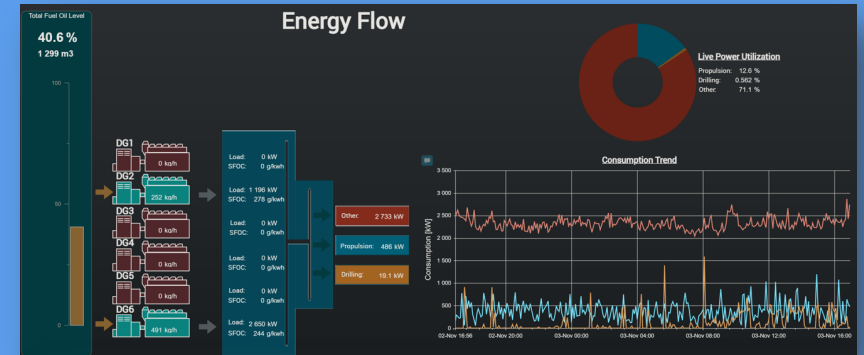 Total Fuel Oil Level
40.6 %
1 299 m3
100
50
0
Energy Flow
DG1
0 kg/h
DG2
252 kg/h
DG3
0 kg/h
DG4
0 kg/h
DG5
0 kg/h
DG6
491 kg/h
Load: 0 kW
SFOC: 0 g/kwh
Load: 1 196 kW
SFOC: 278 g/kwh
Load: 0 kW
SFOC: 0 g/kwh
Load: 0 kW
SFOC: 0 g/kwh
Load: 0 kW
SFOC: 0 g/kwh
Load: 2 650 kW
SFOC: 244 g/kwh
Other: 2 733 kW
Propulsion: 486 kW
Drilling: 19.1 kW
Live Power Utilization
Propulsion: 12.6 %
Drilling: 0.562 %
Other: 71.1 %
Consumption Trend
Consumption [kW]
3 500
3 000
2 500
2 000
1 500
1 000
500
0
02-Nov 16:56
02-Nov 20:00
03-Nov 00:00
03-Nov 04:00
03-Nov 08:00
03-Nov 12:00
03-Nov 16:00